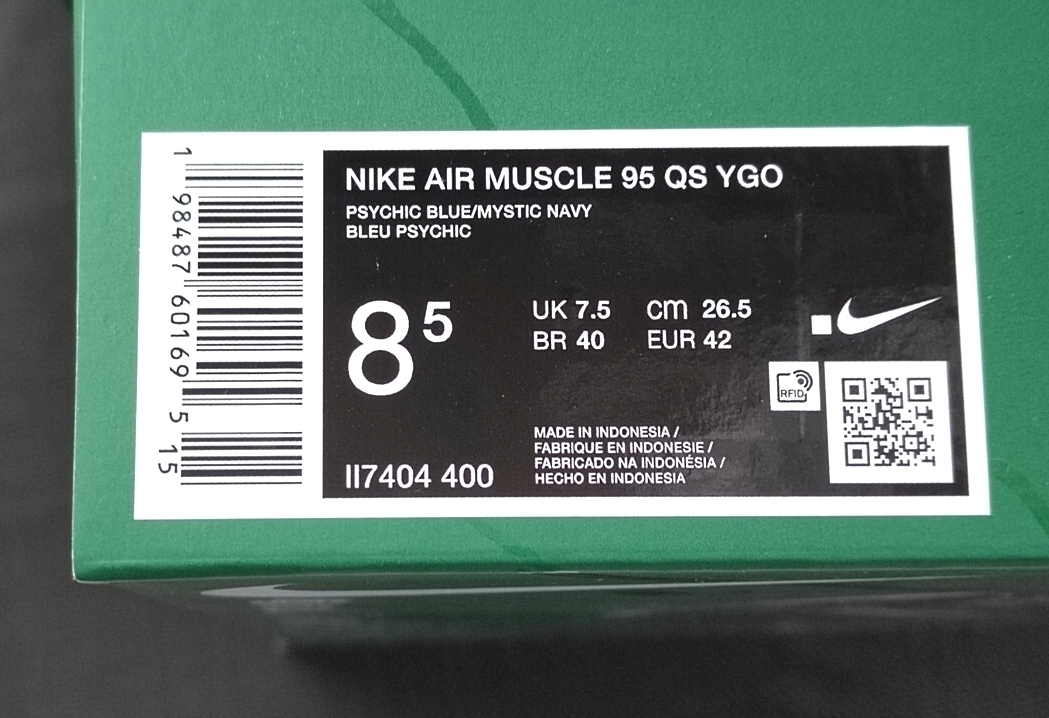 1 98487 60169 5 15
NIKE AIR MUSCLE 95 QS YGO
PSYCHIC BLUE/MYSTIC NAVY
BLEU PSYCHIC
8 5
UK 7.5 cm 26.5
BR 40 EUR 42
RFID
MADE IN INDONESIA /
FABRIQUE EN INDONESIE /
FABRICADO NA INDONÉSIA /
HECHO EN INDONESIA
II7404 400